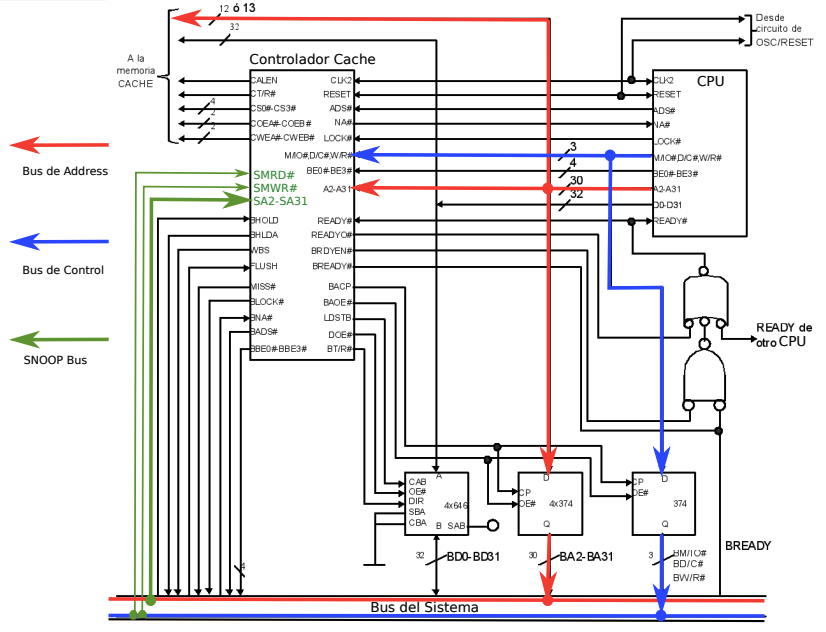 12 ó 13
32
A la
memoria
CACHE
Desde
circuito de
OSC/RESET
Controlador Cache
CALEN
CT/R#
CS0#-CS3#
COEA#-COEB#
CWEA#-CWEB#
4
2
2
CLK2
RESET
ADS#
NA#
LOCK#
M/IO#,D/C#,W/R#
BE0#-BE3#
A2-A31
READY#
READYO#
BRDYEN#
BREADY#
BACP
BAOE#
LDSTB
DOE#
BT/R#
SMRD#
SMWR#
SA2-SA31
BHOLD
BHLDA
WBS
FLUSH
MISS#
BLOCK#
BNA#
BADS#
BBE0#-BBE3#
3
4
30
32
CPU
CLK2
RESET
ADS#
NA#
LOCK#
M/IO#,D/C#,W/R#
BE0#-BE3#
A2-A31
D0-D31
READY#
Bus de Address
Bus de Control
SNOOP Bus
READY de
otro CPU
CAB
OE#
DIR
SBA
CBA
A
4x646
B
SAB
D
CP
OE#
4x374
Q
D
CP
OE#
374
Q
4
32
BD0-BD31
30
BA2-BA31
3
BM/IO#
BD/C#
BW/R#
BREADY
Bus del Sistema